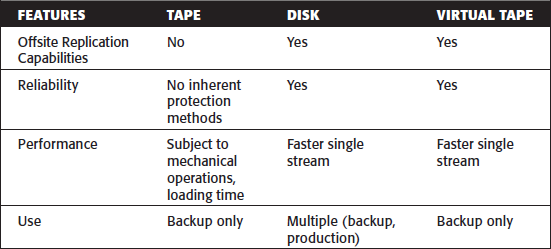 FEATURES TAPE DISK VIRTUAL TAPE
Offsite Replication Capabilities No Yes Yes
Reliability No inherent protection methods Yes Yes
Performance Subject to mechanical operations, loading time Faster single stream Faster single stream
Use Backup only Multiple (backup, production) Backup only